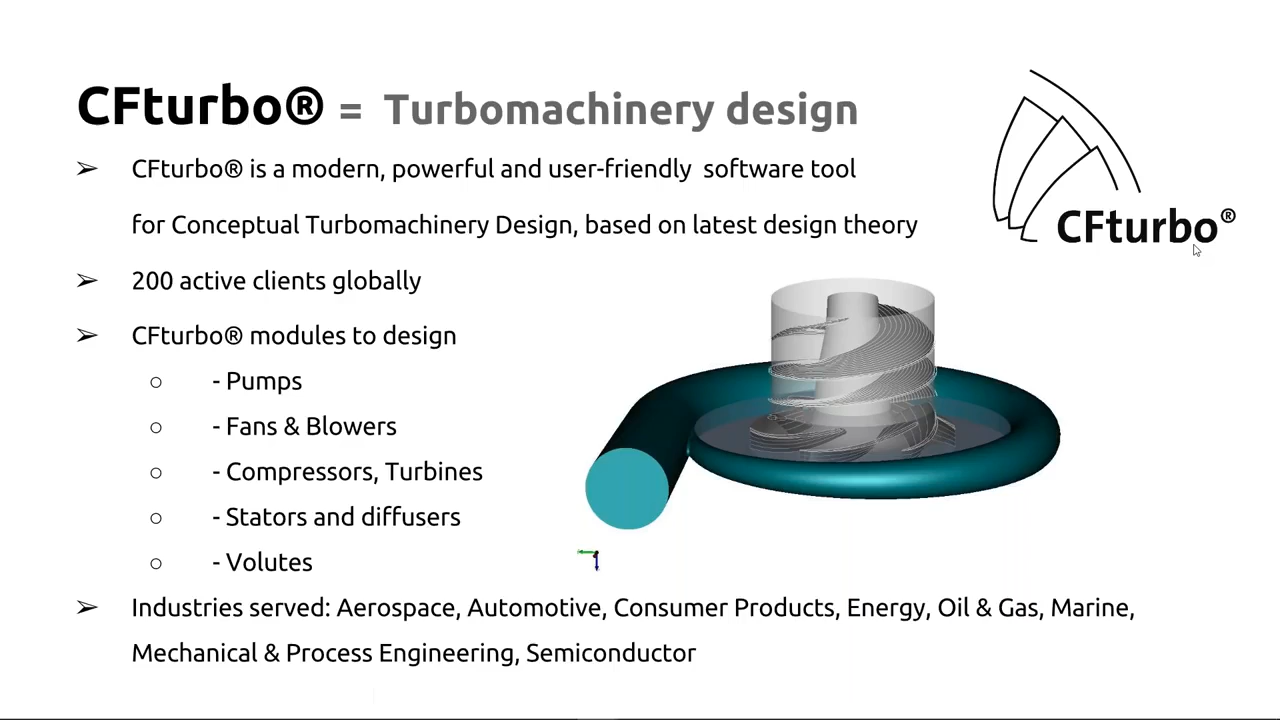 CFturbo® = Turbomachinery design
➢ CFturbo® is a modern, powerful and user-friendly software tool
for Conceptual Turbomachinery Design, based on latest design theory
CFturbo®
➢ 200 active clients globally
➢ CFturbo® modules to design
○ - Pumps
○ - Fans & Blowers
○ - Compressors, Turbines
○ - Stators and diffusers
○ - Volutes
➢ Industries served: Aerospace, Automotive, Consumer Products, Energy, Oil & Gas, Marine,
Mechanical & Process Engineering, Semiconductor